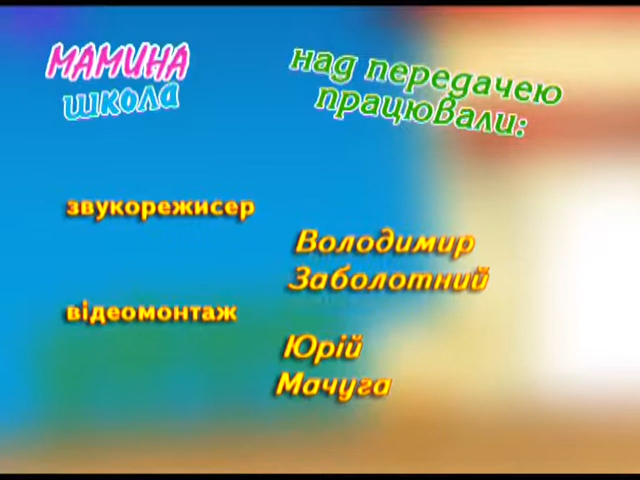 МАМИНА
школа
над передачею
працювали:
звукорежисер
Володимир
Заболотний
відеомонтаж
Юрій
Мачуга